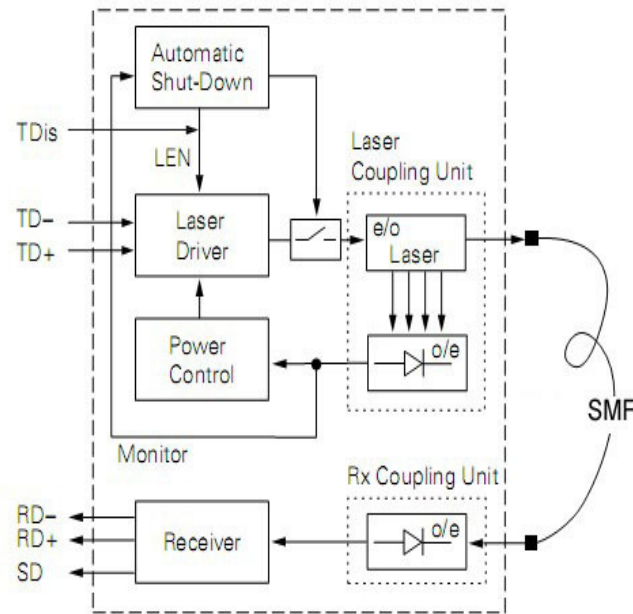 Automatic
Shut-Down
TDis
LEN
Laser
Coupling Unit
TD−
TD+
Laser
Driver
e/o
Laser
Power
Control
o/e
SMF
Monitor
Rx Coupling Unit
RD−
RD+
SD
Receiver
o/e